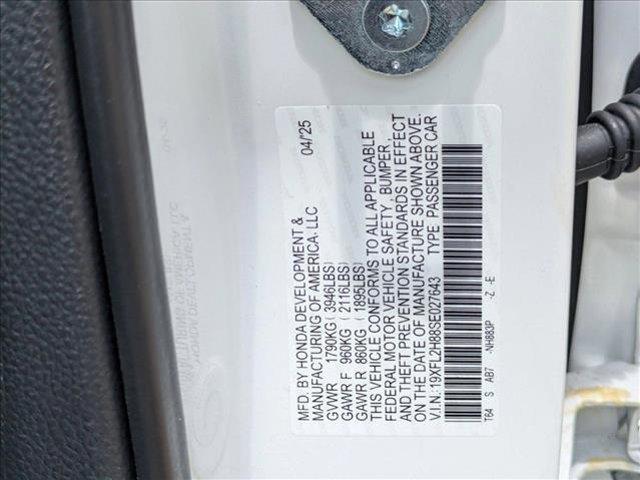 MFD. BY HONDA DEVELOPMENT & 04/25
MANUFACTURING OF AMERICA. LLC
GVWR 1790KG ( 3946LBS)
GAWR F 960KG ( 2116LBS)
GAWR R 860KG ( 1896LBS)
THIS VEHICLE CONFORMS TO ALL APPLICABLE
FEDERAL MOTOR VEHICLE SAFETY, BUMPER,
AND THEFT PREVENTION STANDARDS IN EFFECT
ON THE DATE OF MANUFACTURE SHOWN ABOVE.
V.I.N.:19XFL2H88SE027643 TYPE PASSENGER CAR
T64 S AB7 -NH883P -Z -E